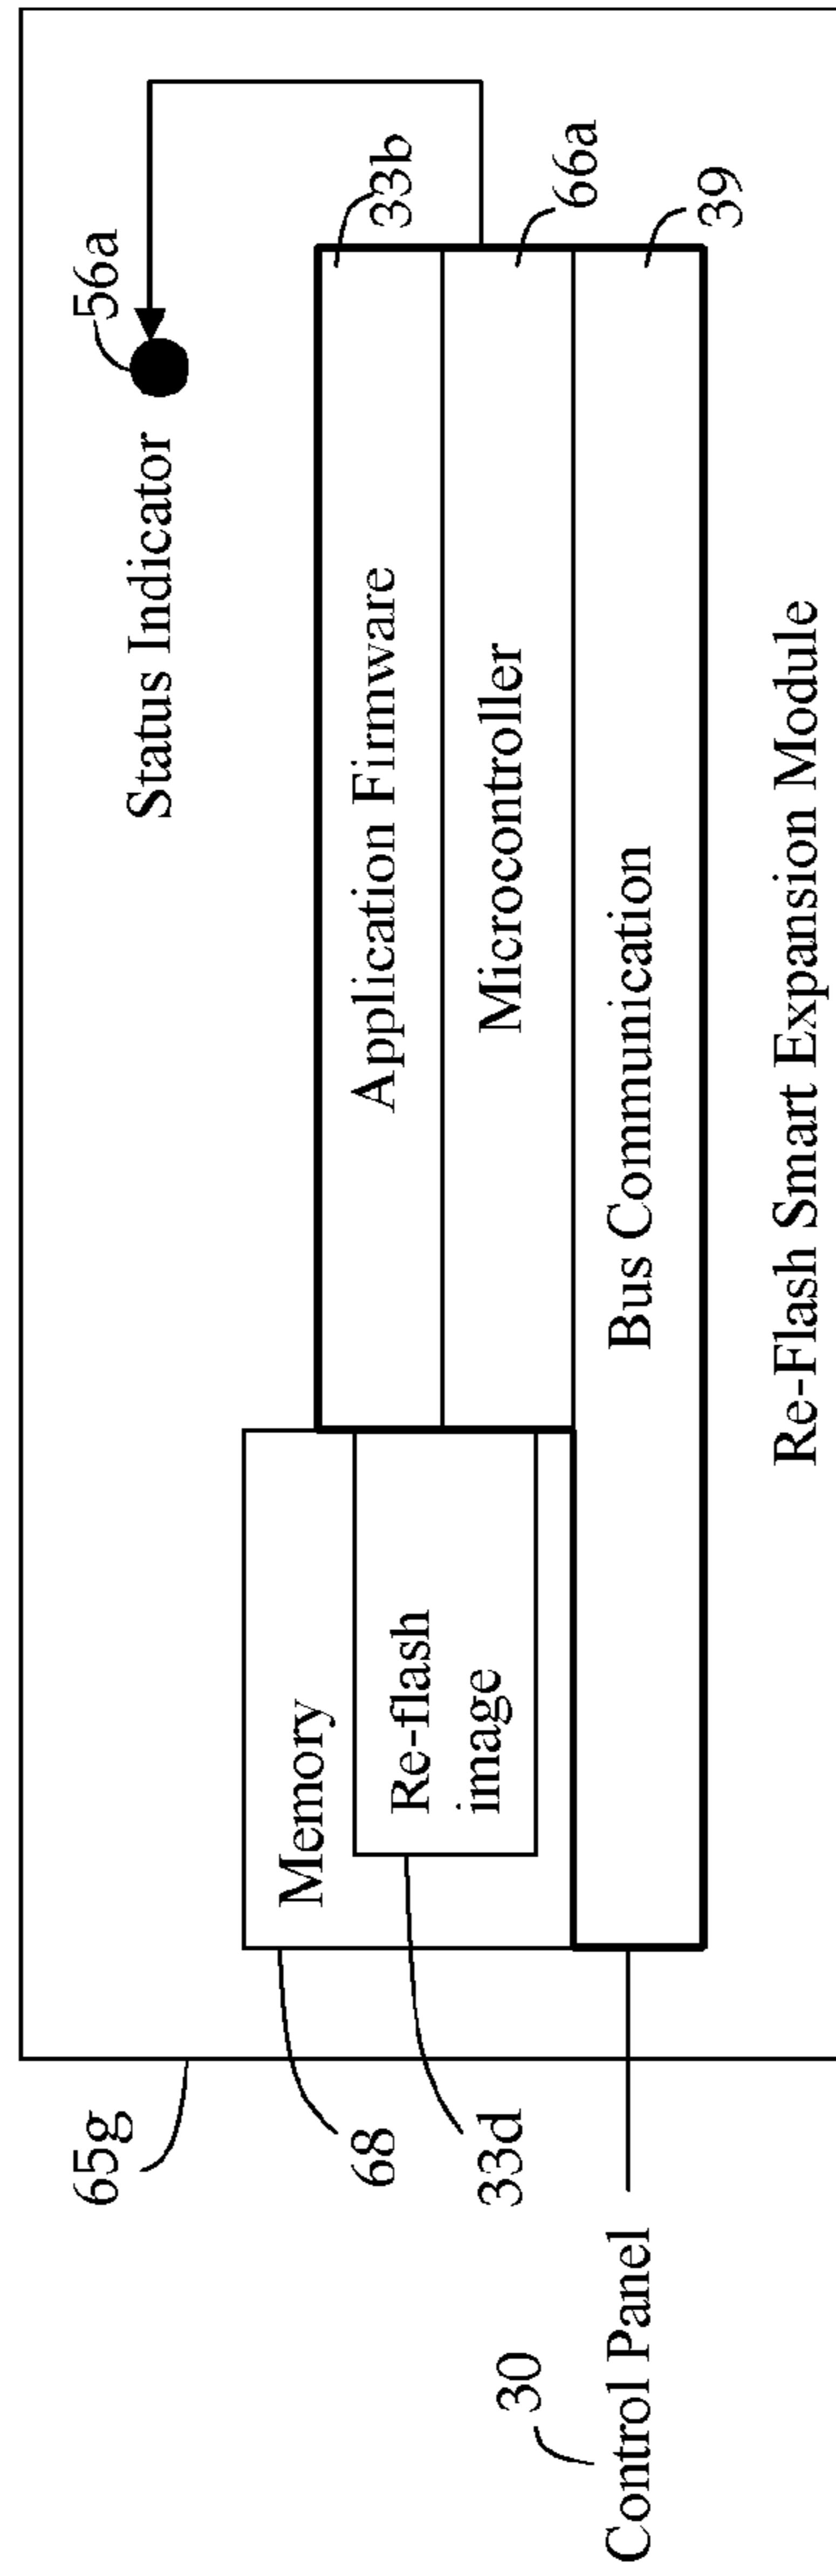 65g
68
33d
30
Control Panel
Memory
Re-flash
image
Status Indicator
56a
Application Firmware
33b
Microcontroller
66a
Bus Communication
39
Re-Flash Smart Expansion Module